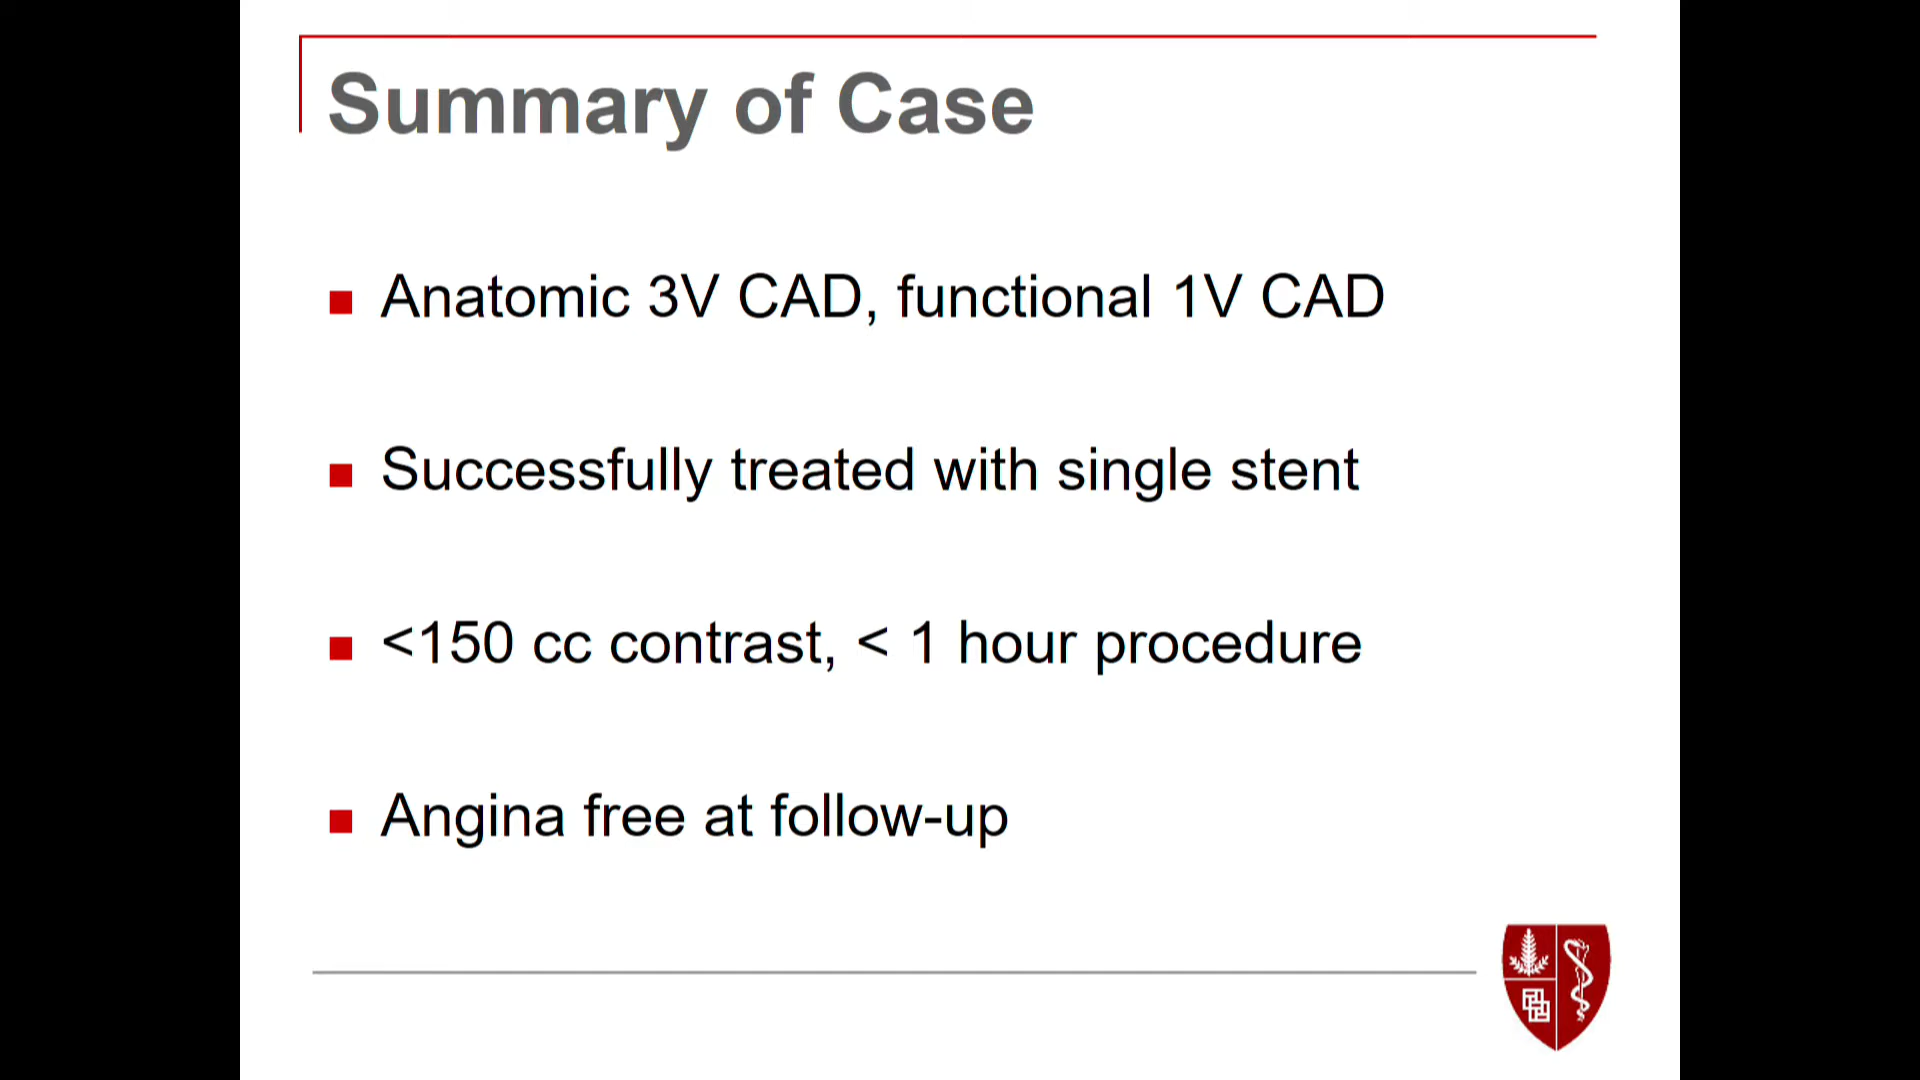 Summary of Case
Anatomic 3V CAD, functional 1V CAD
Successfully treated with single stent
<150 cc contrast, < 1 hour procedure
Angina free at follow-up